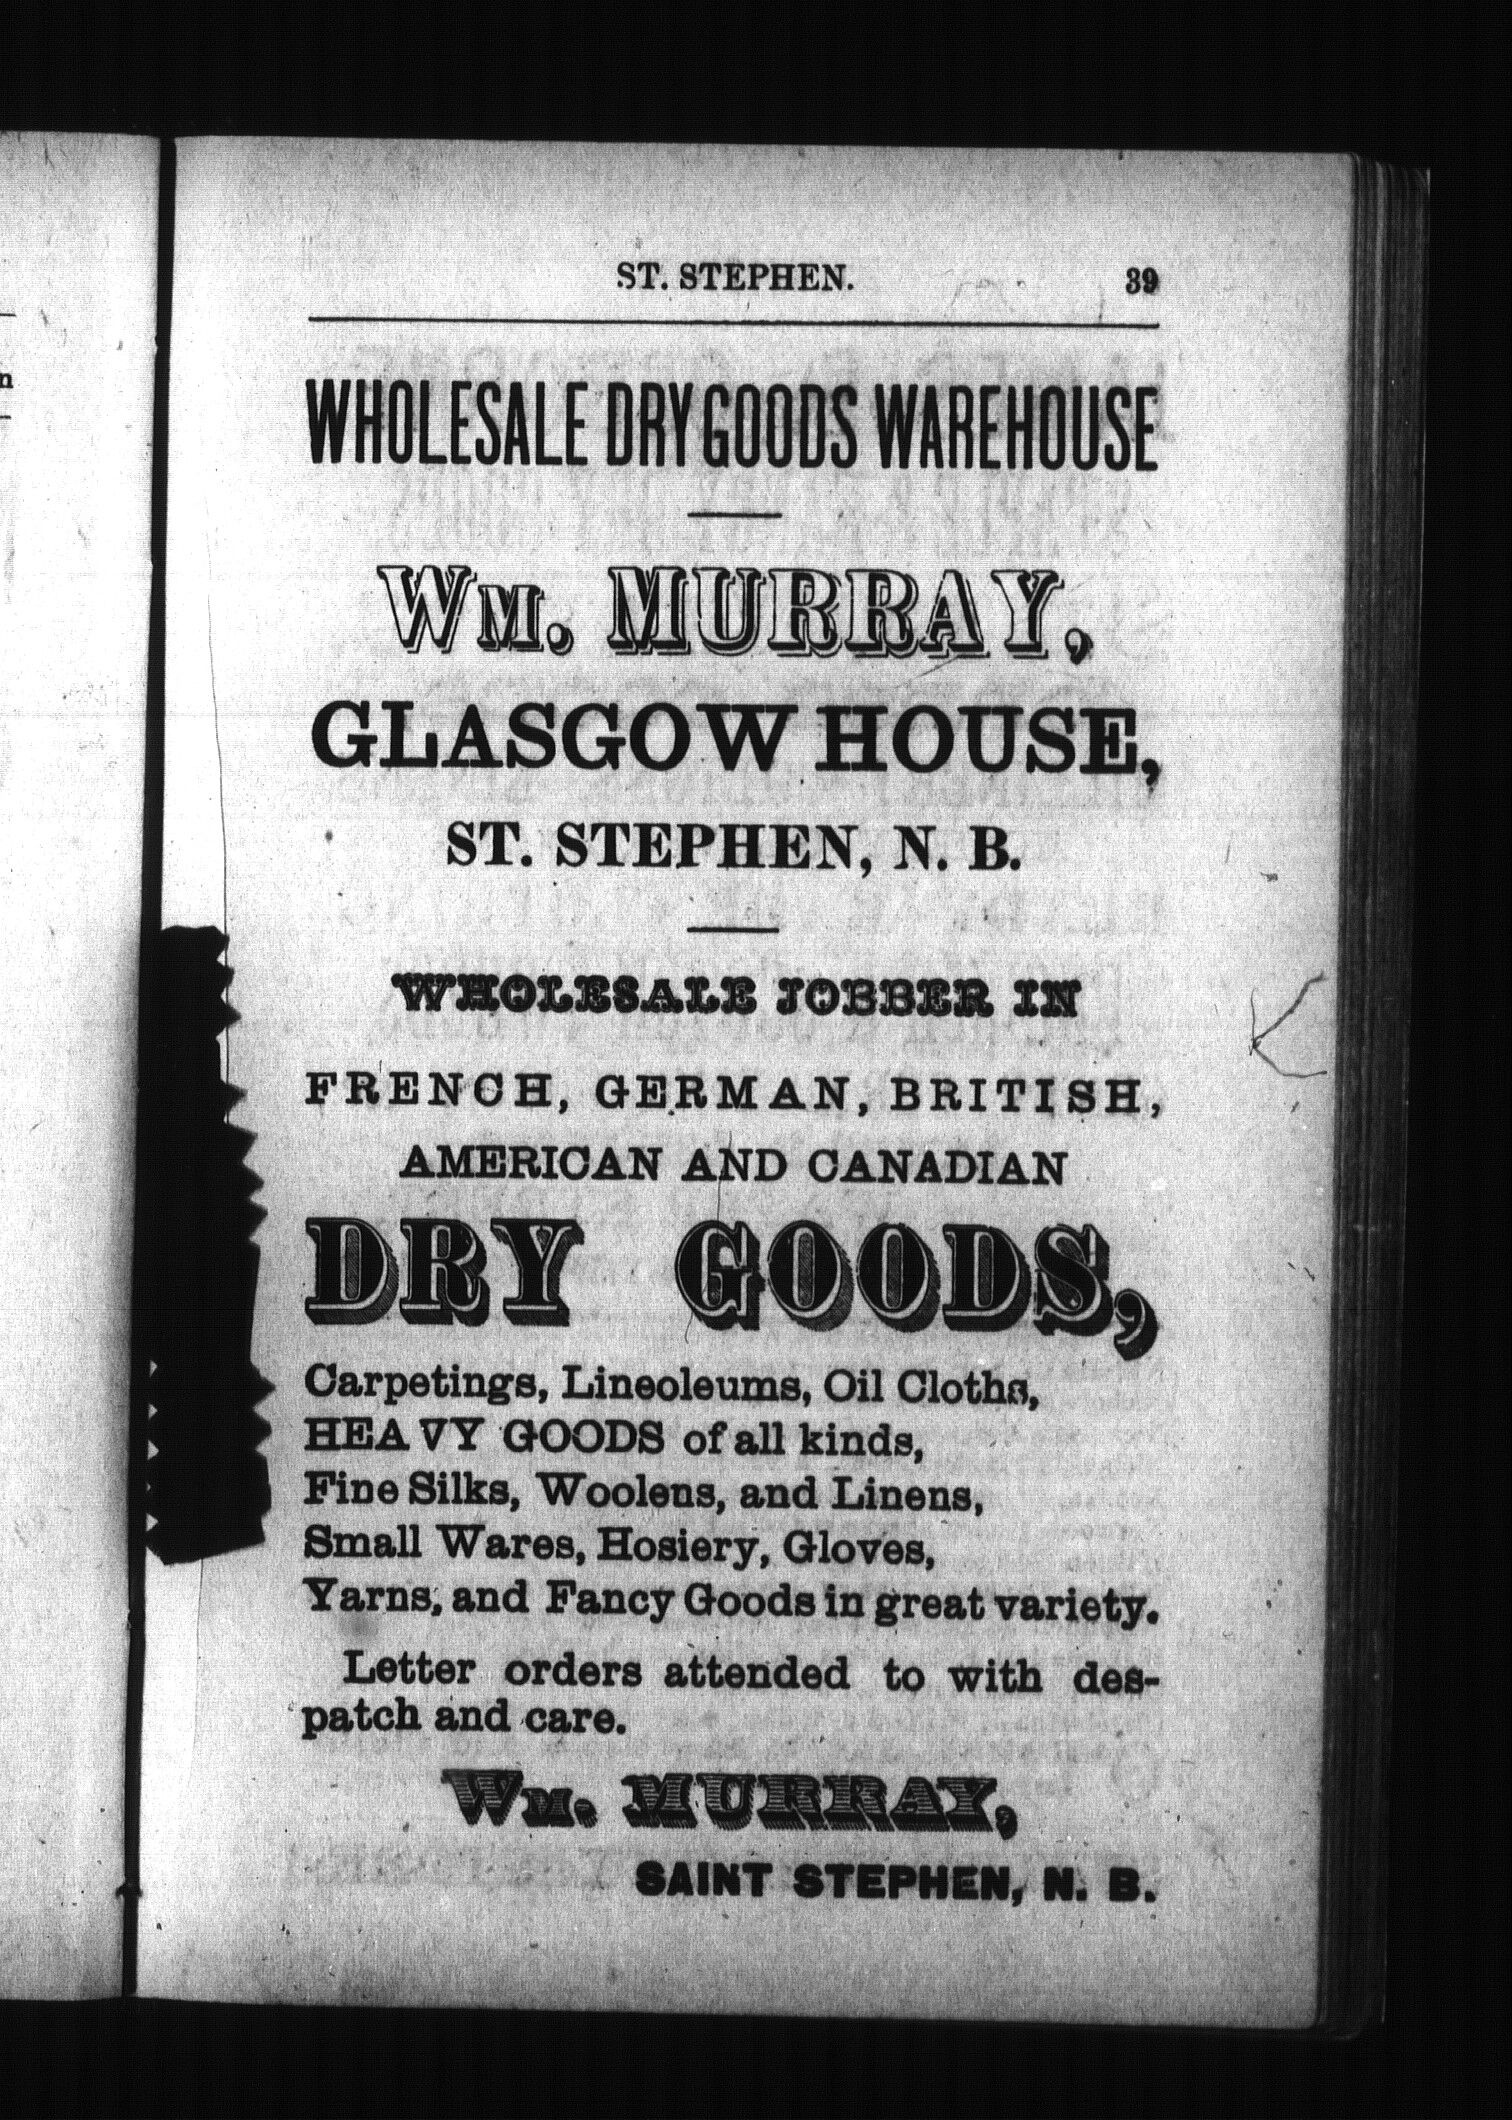 n
ST. STEPHEN. 39
WHOLESALE DRY GOODS WAREHOUSE
WM. MURRAY,
GLASGOW HOUSE,
ST. STEPHEN, N. B.
WHOLESALE JOBBER IN
FRENCH, GERMAN, BRITISH,
AMERICAN AND CANADIAN
DRY GOODS,
Carpetings, Lineoleums, Oil Cloths,
HEAVY GOODS of all kinds,
Fine Silks, Woolens, and Linens,
Small Wares, Hosiery, Gloves,
Yarns, and Fancy Goods in great variety.
Letter orders attended to with des-
patch and care.
WM. MURRAY,
SAINT STEPHEN, N. B.